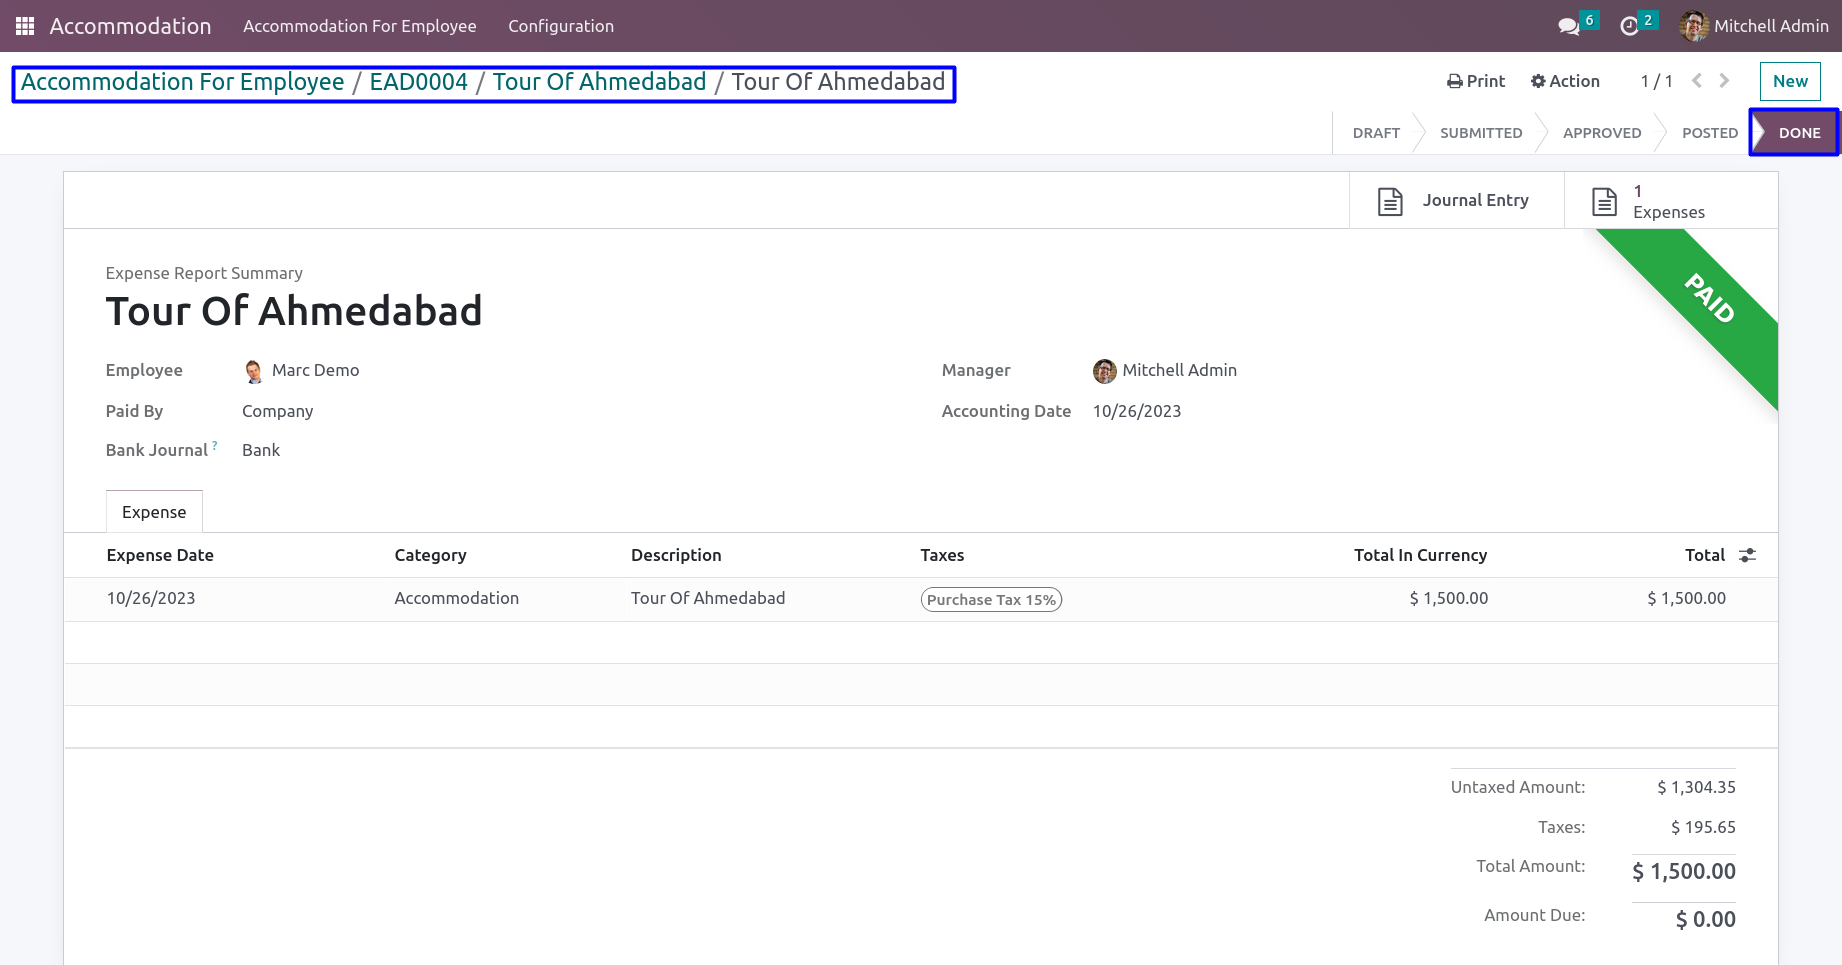 Accommodation Accommodation For Employee Configuration 6 2 Mitchell Admin
Accommodation For Employee / EAD0004 / Tour Of Ahmedabad / Tour Of Ahmedabad Print Action 1 / 1 New
DRAFT SUBMITTED APPROVED POSTED DONE
Journal Entry 1 Expenses
PAID
Expense Report Summary
Tour Of Ahmedabad
Employee Marc Demo Manager Mitchell Admin
Paid By Company Accounting Date 10/26/2023
Bank Journal ? Bank
Expense
Expense Date Category Description Taxes Total In Currency Total
10/26/2023 Accommodation Tour Of Ahmedabad Purchase Tax 15% $ 1,500.00 $ 1,500.00
Untaxed Amount: $ 1,304.35
Taxes: $ 195.65
Total Amount: $ 1,500.00
Amount Due: $ 0.00